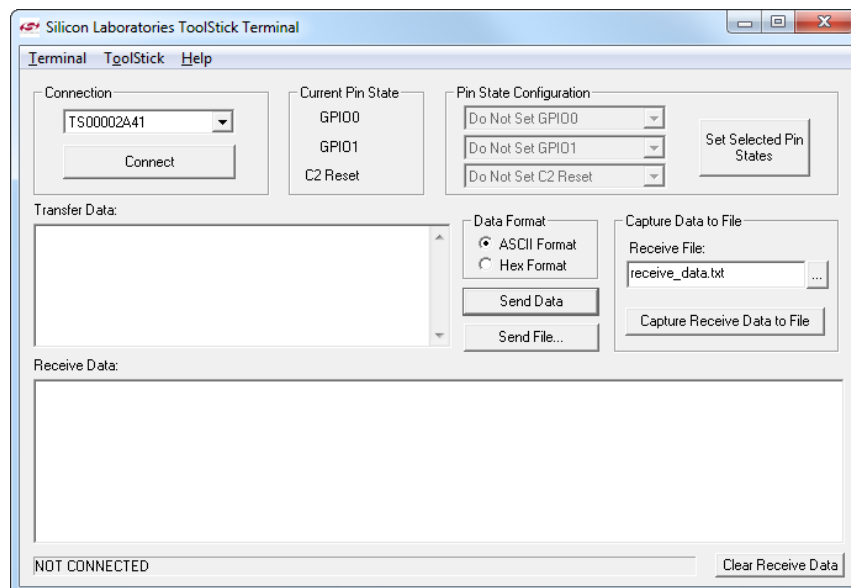 Silicon Laboratories ToolStick Terminal
Terminal ToolStick Help
Connection
TS00002A41
Connect
Current Pin State
GPIO0
GPIO1
C2 Reset
Pin State Configuration
Do Not Set GPIO0
Do Not Set GPIO1
Do Not Set C2 Reset
Set Selected Pin
States
Transfer Data:
Data Format
ASCII Format
Hex Format
Send Data
Send File...
Capture Data to File
Receive File:
receive_data.txt
...
Capture Receive Data to File
Receive Data:
NOT CONNECTED
Clear Receive Data